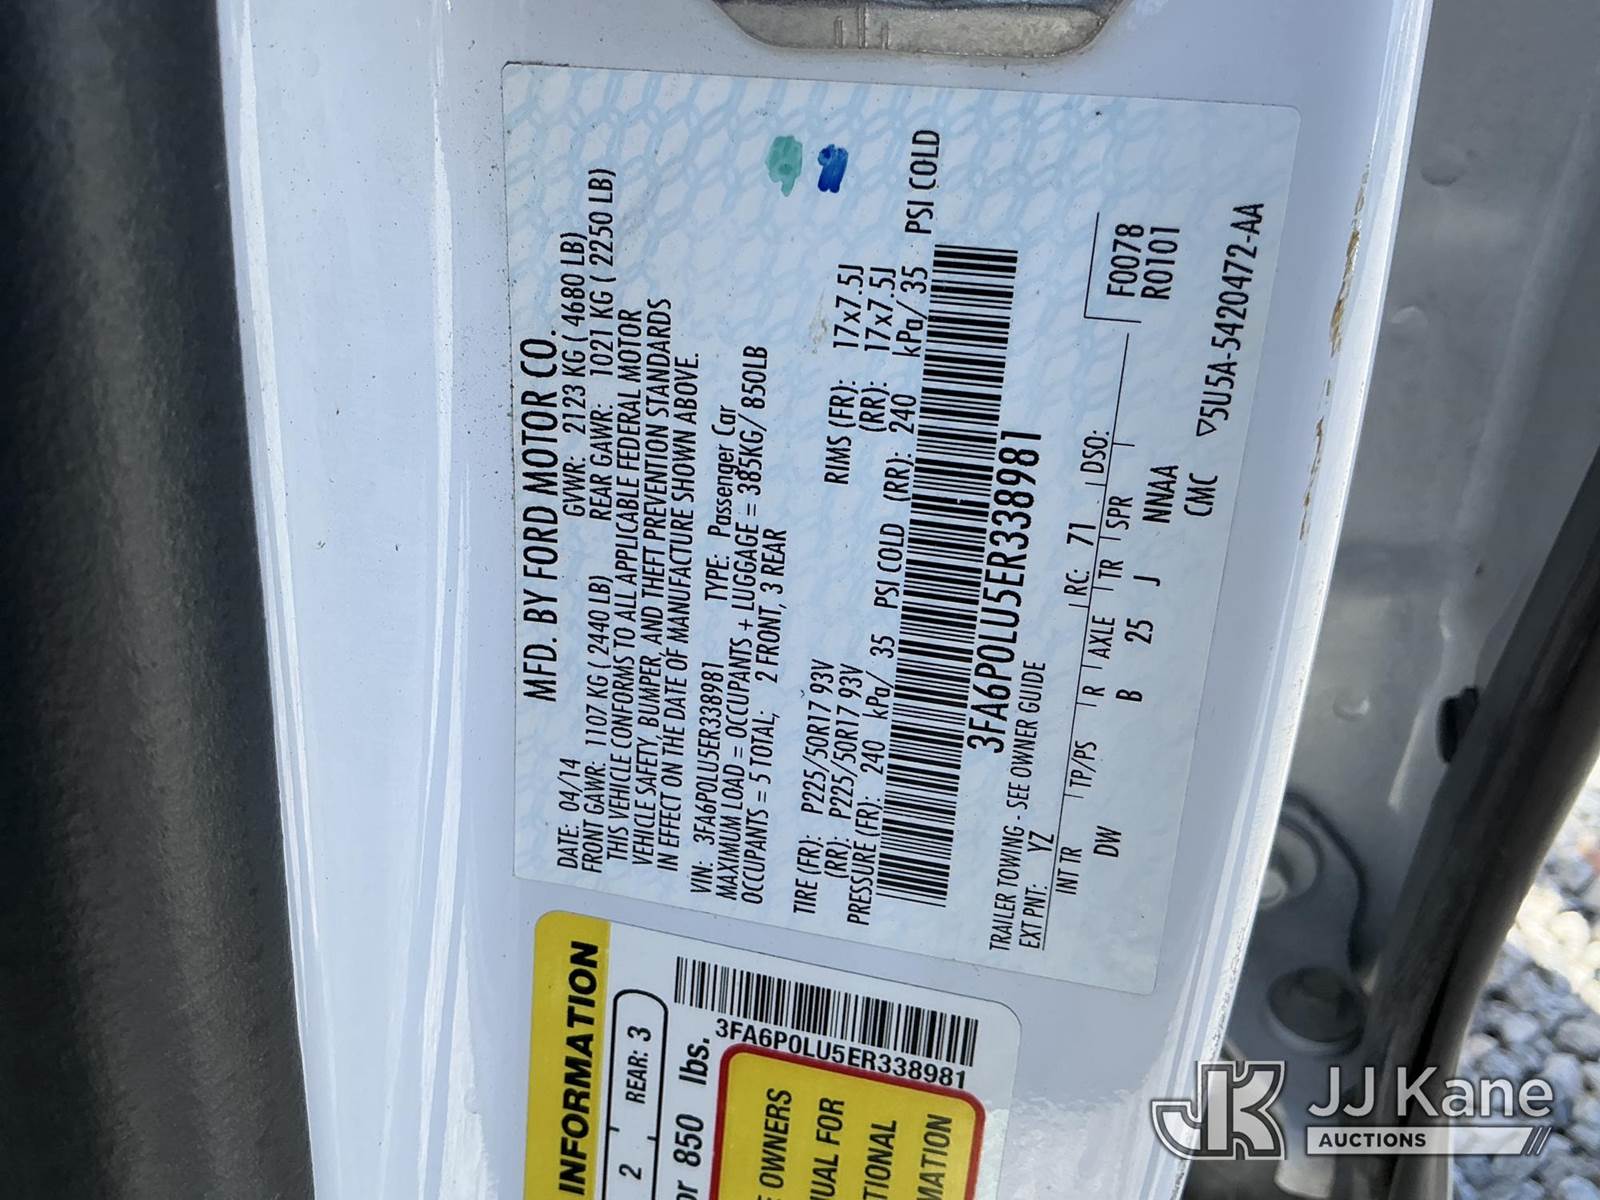 MFD. BY FORD MOTOR CO.
DATE: 04/14 GVWR: 2123 KG ( 4680 LB)
FRONT GAWR: 1107 KG ( 2440 LB) REAR GAWR: 1021 KG ( 2250 LB)
THIS VEHICLE CONFORMS TO ALL APPLICABLE FEDERAL MOTOR
VEHICLE SAFETY, BUMPER, AND THEFT PREVENTION STANDARDS
IN EFFECT ON THE DATE OF MANUFACTURE SHOWN ABOVE.
VIN: 3FA6P0LU5ER338981 TYPE: Passenger Car
MAXIMUM LOAD = OCCUPANTS + LUGGAGE = 385KG/ 850LB
OCCUPANTS = 5 TOTAL; 2 FRONT, 3 REAR
TIRE (FR): P225/50R17 93V RIMS (FR): 17x7.5J
(RR): P225/50R17 93V (RR): 17x7.5J
PRESSURE (FR): 240 kPa/ 35 PSI COLD (RR): 240 kPa/ 35 PSI COLD
3FA6P0LU5ER338981
TRAILER TOWING - SEE OWNER GUIDE
EXT PNT: YZ RC: 71 DSO:
INT TR TP/PS R AXLE TR SPR
DW B 25 J NNAA
CMC
F0078
R0101
▽5U5A-5420472-AA
INFORMATION
2 REAR: 3
or 850 lbs.
3FA6P0LU5ER338981
OWNERS
UAL FOR
TIONAL
MATION
JK JJ Kane
AUCTIONS